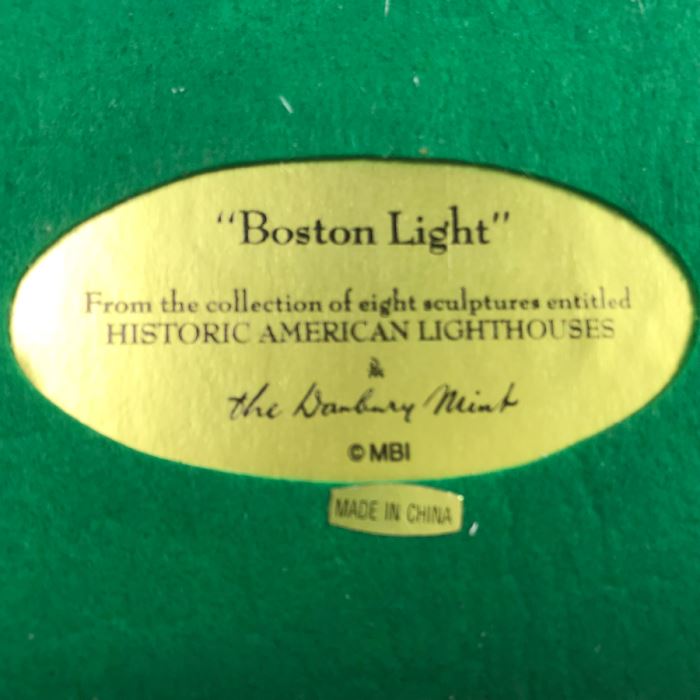 "Boston Light"
From the collection of eight sculptures entitled
HISTORIC AMERICAN LIGHTHOUSES
the Danbury Mint
© MBI
MADE IN CHINA